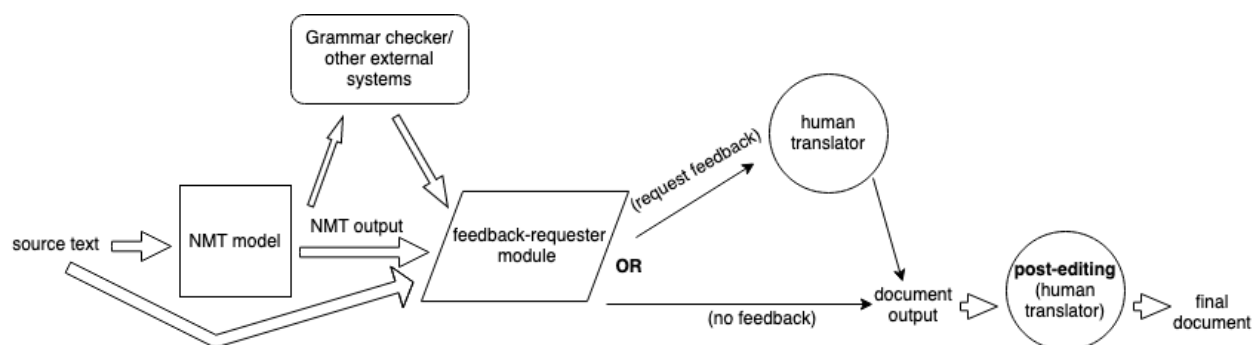 Grammar checker/
other external
systems
human
translator
(request feedback)
source text
NMT model
NMT output
feedback-requester
module
OR
(no feedback)
document
output
post-editing
(human
translator)
final
document